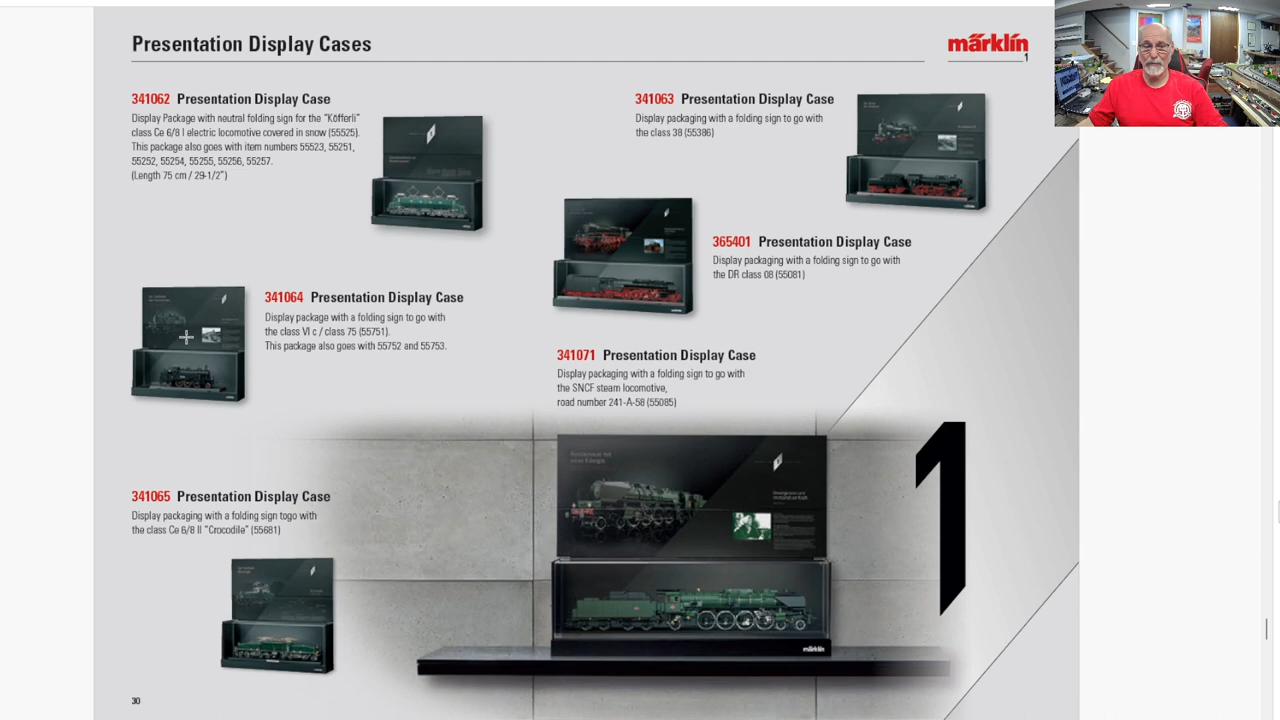 Presentation Display Cases
märklín
1
341062 Presentation Display Case
Display Package with neutral folding sign for the "Köfferli"
class Ce 6/8 I electric locomotive covered in snow (55525).
This package also goes with item numbers 55523, 55251,
55252, 55254, 55255, 55256, 55257.
(Length 75 cm / 29-1/2")
341063 Presentation Display Case
Display packaging with a folding sign to go with
the class 38 (55386)
365401 Presentation Display Case
Display packaging with a folding sign to go with
the DR class 08 (55081)
341064 Presentation Display Case
Display package with a folding sign to go with
the class VI c / class 75 (55751).
This package also goes with 55752 and 55753.
341071 Presentation Display Case
Display packaging with a folding sign to go with
the SNCF steam locomotive,
road number 241-A-58 (55085)
1
341065 Presentation Display Case
Display packaging with a folding sign togo with
the class Ce 6/8 II "Crocodile" (55681)
märklin
30